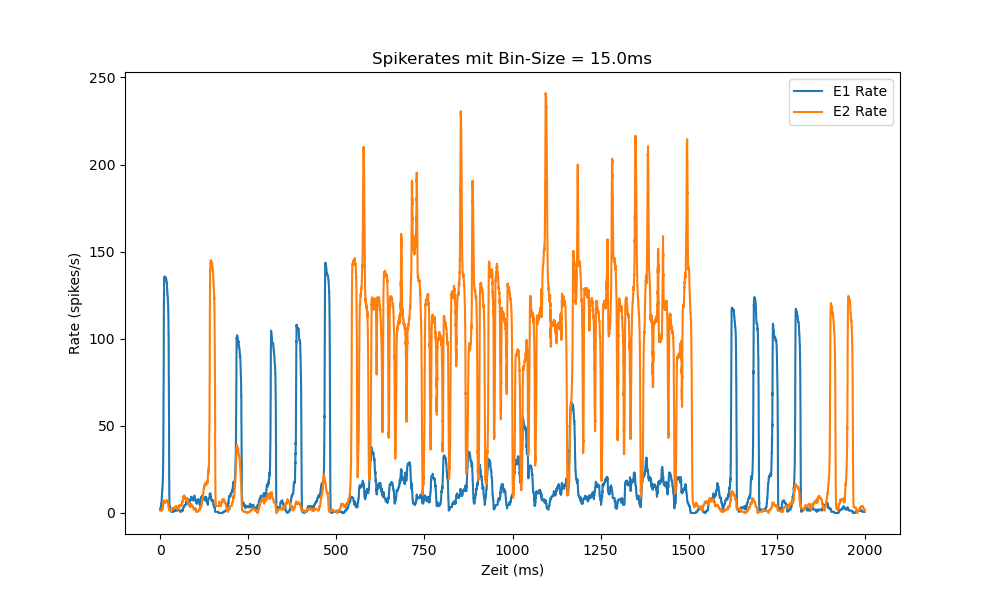 Spikerates mit Bin-Size = 15.0ms
E1 Rate
E2 Rate
Rate (spikes/s)
250
200
150
100
50
0
0 250 500 750 1000 1250 1500 1750 2000
Zeit (ms)